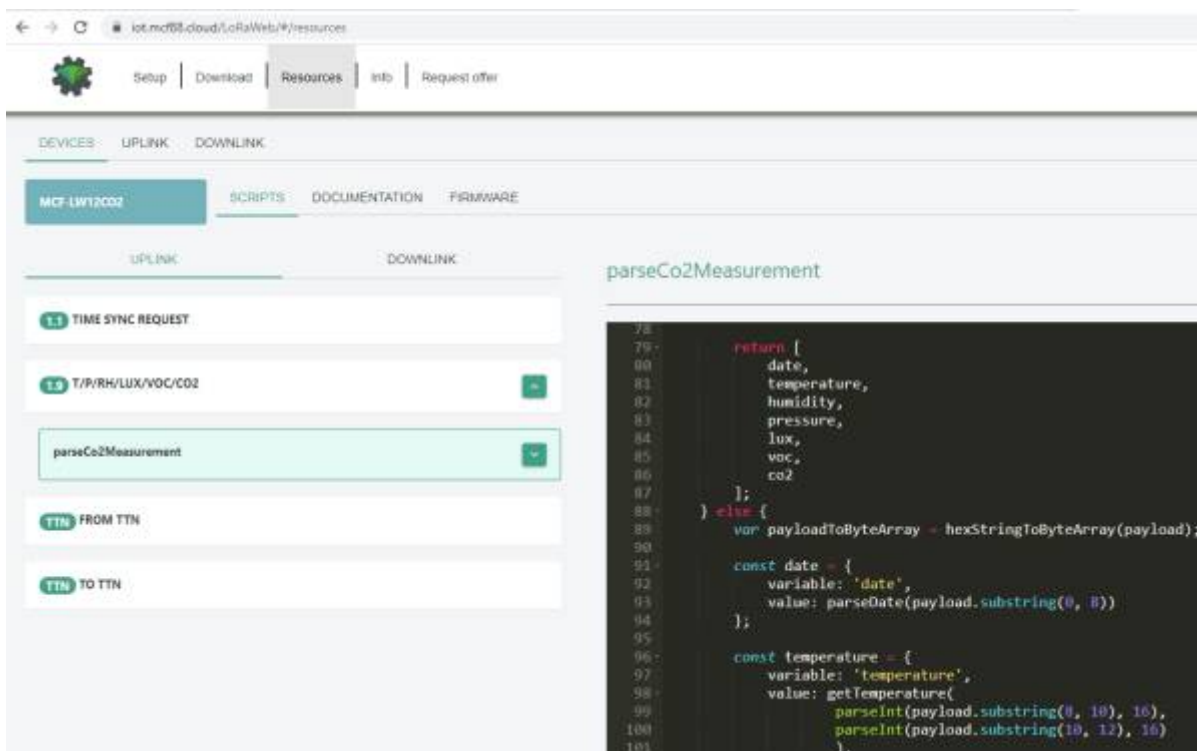 iot.mcf88.cloud/LoRaWeb/#/resources
Setup Download Resources Info Request offer
DEVICES UPLINK DOWNLINK
MCF-LW12CO2 SCRIPTS DOCUMENTATION FIRMWARE
UPLINK DOWNLINK
parseCo2Measurement
1.1 TIME SYNC REQUEST
1.9 T/P/RH/LUX/VOC/CO2
parseCo2Measurement
TTN FROM TTN
TTN TO TTN
78
79 return [
80 date,
81 temperature,
82 humidity,
83 pressure,
84 lux,
85 voc,
86 co2
87 ];
88 } else {
89 var payloadToByteArray = hexStringToByteArray(payload);
90
91 const date = {
92 variable: 'date',
93 value: parseDate(payload.substring(0, 8))
94 };
95
96 const temperature = {
97 variable: 'temperature',
98 value: getTemperature(
99 parseInt(payload.substring(8, 10), 16),
100 parseInt(payload.substring(10, 12), 16)
101 )